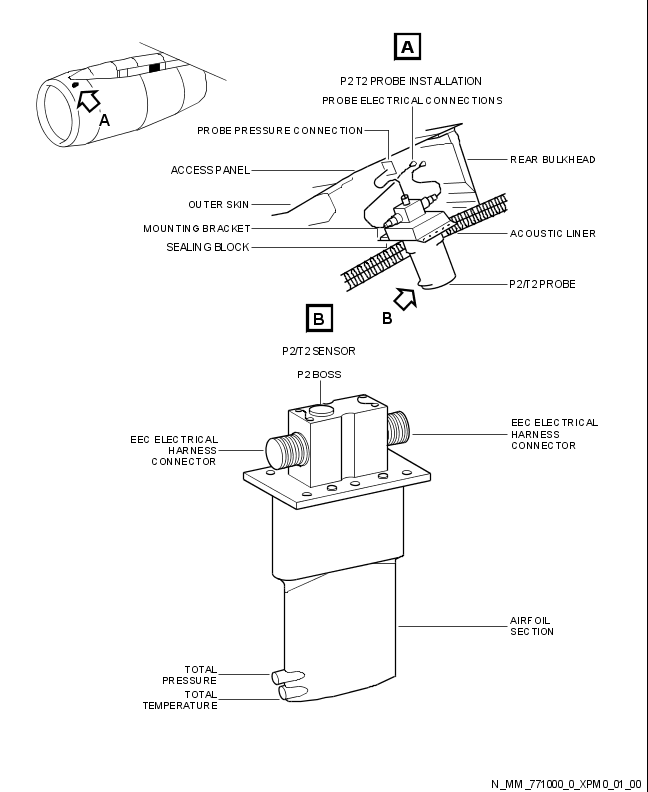 A
P2T2 PROBE INSTALLATION
PROBE ELECTRICAL CONNECTIONS
A
PROBE PRESSURE CONNECTION
REAR BULKHEAD
ACCESS PANEL
OUTER SKIN
MOUNTING BRACKET
ACOUSTIC LINER
SEALING BLOCK
P2/T2 PROBE
B
B
P2/T2 SENSOR
P2 BOSS
EEC ELECTRICAL
HARNESS
CONNECTOR
EEC ELECTRICAL
HARNESS
CONNECTOR
AIRFOIL
SECTION
TOTAL
PRESSURE
TOTAL
TEMPERATURE
N_MM_771000_0_XPM0_01_00